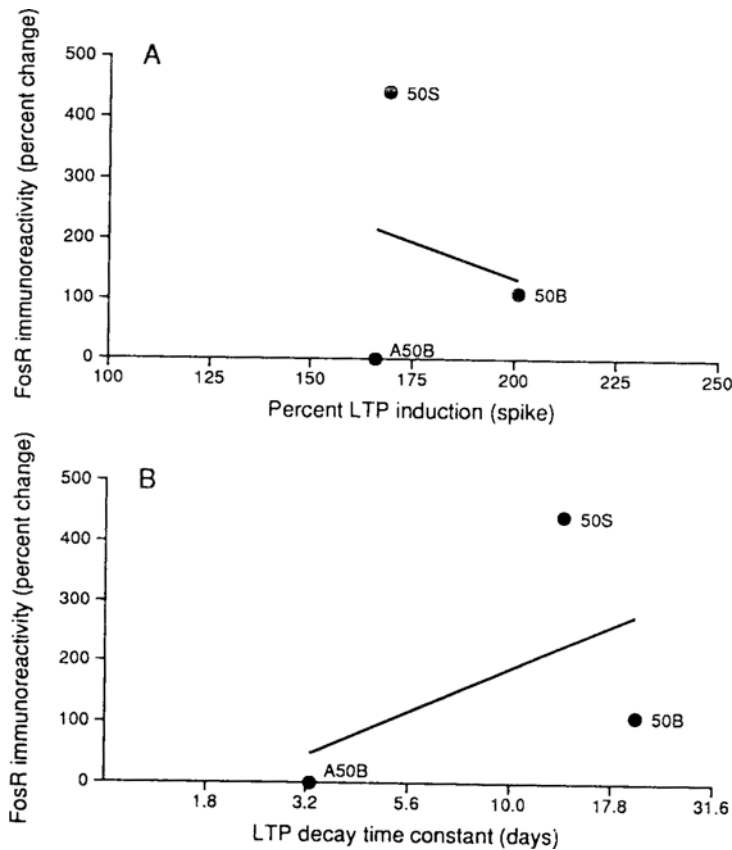 A
FosR immunoreactivity (percent change)
500
400
300
200
100
0
50S
50B
A50B
100 125 150 175 200 225 250
Percent LTP induction (spike)
B
FosR immunoreactivity (percent change)
500
400
300
200
100
0
50S
50B
A50B
1.8 3.2 5.6 10.0 17.8 31.6
LTP decay time constant (days)